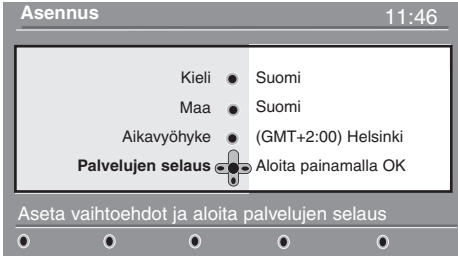 Asennus 11:46
Kieli Suomi
Maa Suomi
Aikavyöhyke (GMT+2:00) Helsinki
Palvelujen selaus Aloita painamalla OK
Aseta vaihtoehdot ja aloita palvelujen selaus